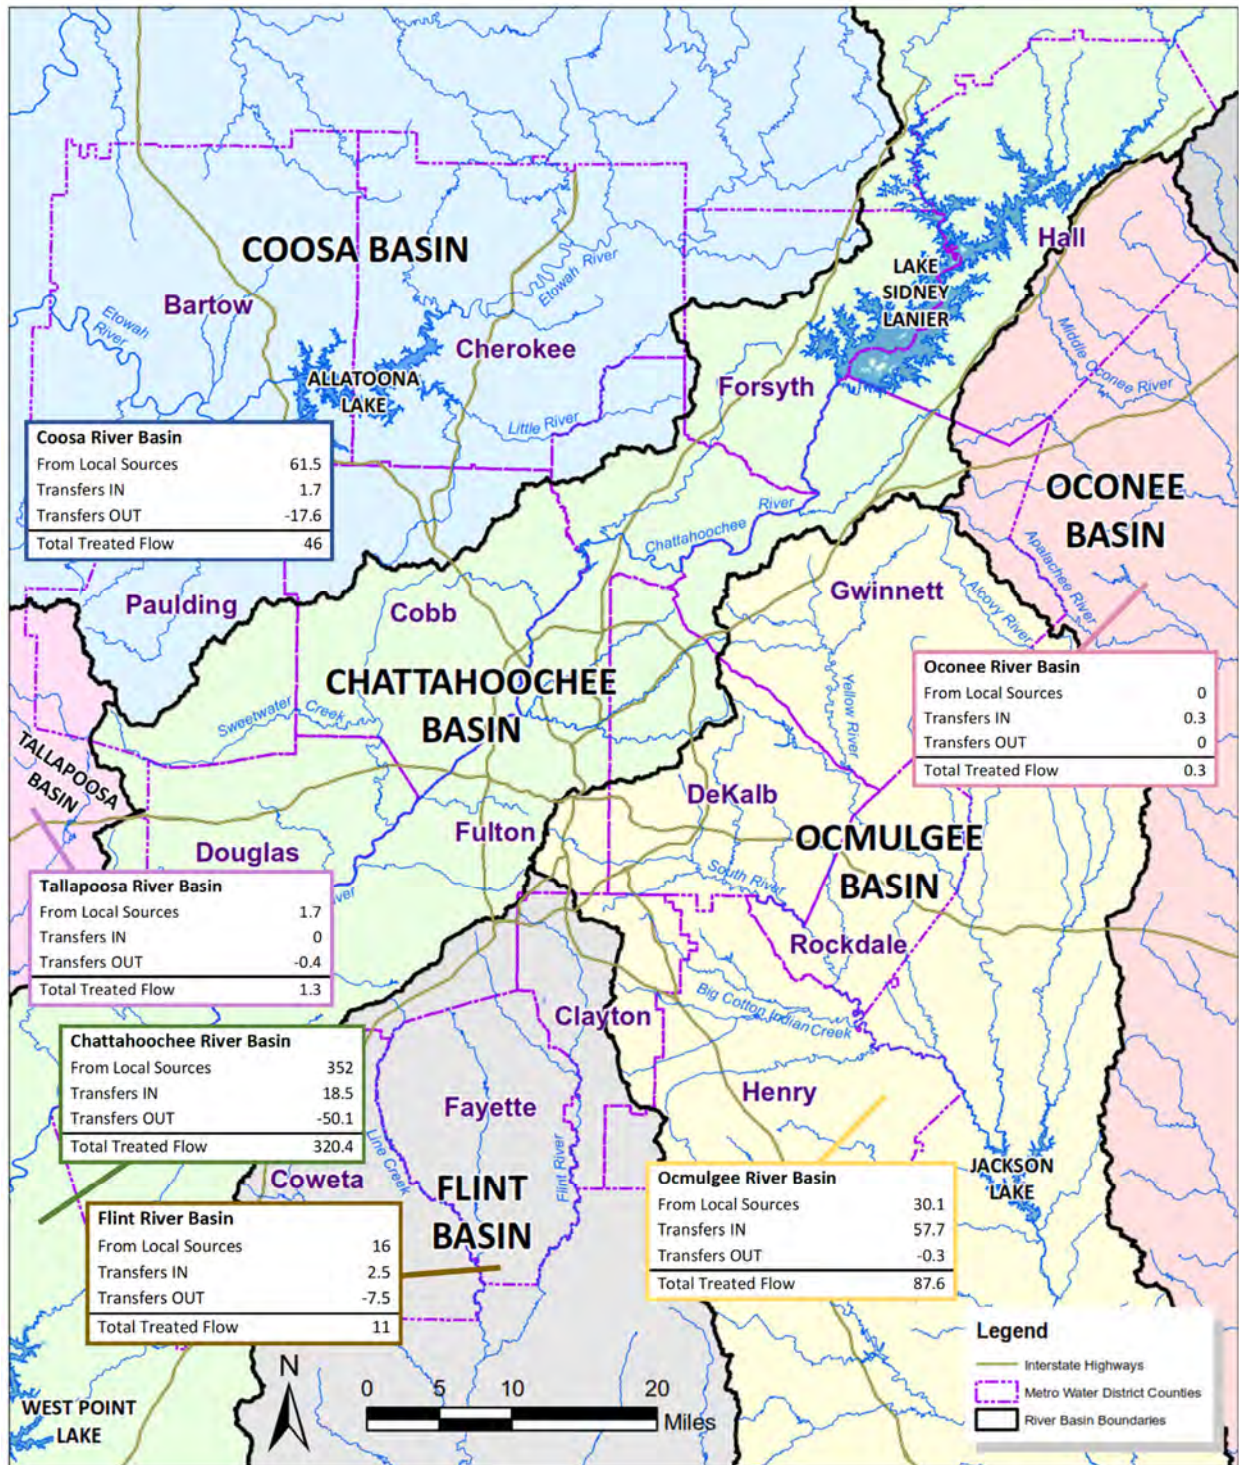 COOSA BASIN
Bartow
Etowah
River
Etowah River
Cherokee
ALLATOONA
LAKE
Little River
Hall
LAKE
SIDNEY
LANIER
Forsyth
Middle Oconee River
Coosa River Basin
From Local Sources 61.5
Transfers IN 1.7
Transfers OUT -17.6
Total Treated Flow 46
OCONEE
BASIN
Chattahoochee River
Apalachee River
Paulding
Cobb
Gwinnett
Alcovy River
CHATTAHOOCHEE
BASIN
Sweetwater Creek
Yellow River
Oconee River Basin
From Local Sources 0
Transfers IN 0.3
Transfers OUT 0
Total Treated Flow 0.3
TALLAPOOSA
BASIN
DeKalb
Fulton
Douglas
OCMULGEE
BASIN
South River
iver
Tallapoosa River Basin
From Local Sources 1.7
Transfers IN 0
Transfers OUT -0.4
Total Treated Flow 1.3
Rockdale
Big Cotton Indian Creek
Clayton
Chattahoochee River Basin
From Local Sources 352
Transfers IN 18.5
Transfers OUT -50.1
Total Treated Flow 320.4
Henry
Fayette
Line Creek
Flint River
Coweta
FLINT
BASIN
JACKSON
LAKE
Ocmulgee River Basin
From Local Sources 30.1
Transfers IN 57.7
Transfers OUT -0.3
Total Treated Flow 87.6
Flint River Basin
From Local Sources 16
Transfers IN 2.5
Transfers OUT -7.5
Total Treated Flow 11
Legend
Interstate Highways
Metro Water District Counties
River Basin Boundaries
N
0 5 10 20
Miles
WEST POINT
LAKE